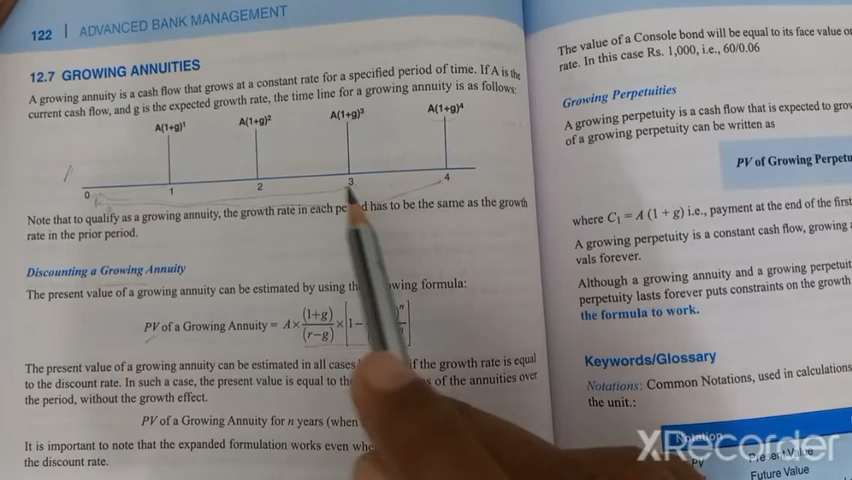 122 | ADVANCED BANK MANAGEMENT
12.7 GROWING ANNUITIES
A growing annuity is a cash flow that grows at a constant rate for a specified period of time. If A is the
current cash flow, and g is the expected growth rate, the time line for a growing annuity is as follows:
A(1+g)¹ A(1+g)² A(1+g)³ A(1+g)⁴
0 1 2 3 4
Note that to qualify as a growing annuity, the growth rate in each has to be the same as the growth
rate in the prior period.
Discounting a Growing Annuity
The present value of a growing annuity can be estimated by using formula:
PV of a Growing Annuity = A× (1+g)/(r−g) × [1−
The present value of a growing annuity can be estimated in all cases if the growth rate is equal
to the discount rate. In such a case, the present value is equal to the of the annuities over
the period, without the growth effect.
PV of a Growing Annuity for n years (when
It is important to note that the expanded formulation works even
the discount rate.
The value of a Console bond will be equal to its face value
rate. In this case Rs. 1,000, i.e., 60/0.06
Growing Perpetuities
A growing perpetuity is a cash flow that is expected to
of a growing perpetuity can be written as
PV of Growing
where C₁ = A (1 + g) i.e., payment at the end of the first
A growing perpetuity is a constant cash flow, growing
vals forever.
Although a growing annuity and a growing
perpetuity lasts forever puts constraints on the growth
the formula to work.
Keywords/Glossary
Notations: Common Notations, used in calculations
the unit.:
Notation
PV Present Value
Future Value
XRecorder